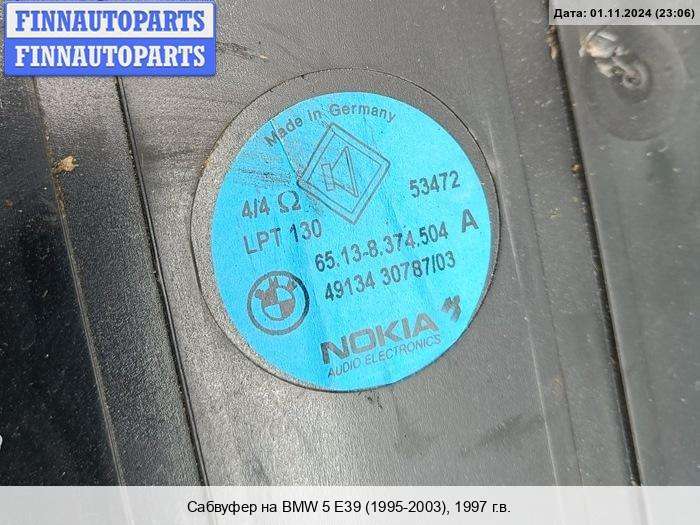 FINNAUTOPARTS
FINNAUTOPARTS
FINNAUTOPARTS
Дата: 01.11.2024 (23:06)
Made in Germany
4/4 Ω
53472
LPT 130
65.13-8.374.504 A
49134 30787/03
NOKIA
AUDIO ELECTRONICS
Сабвуфер на BMW 5 E39 (1995-2003), 1997 г.в.